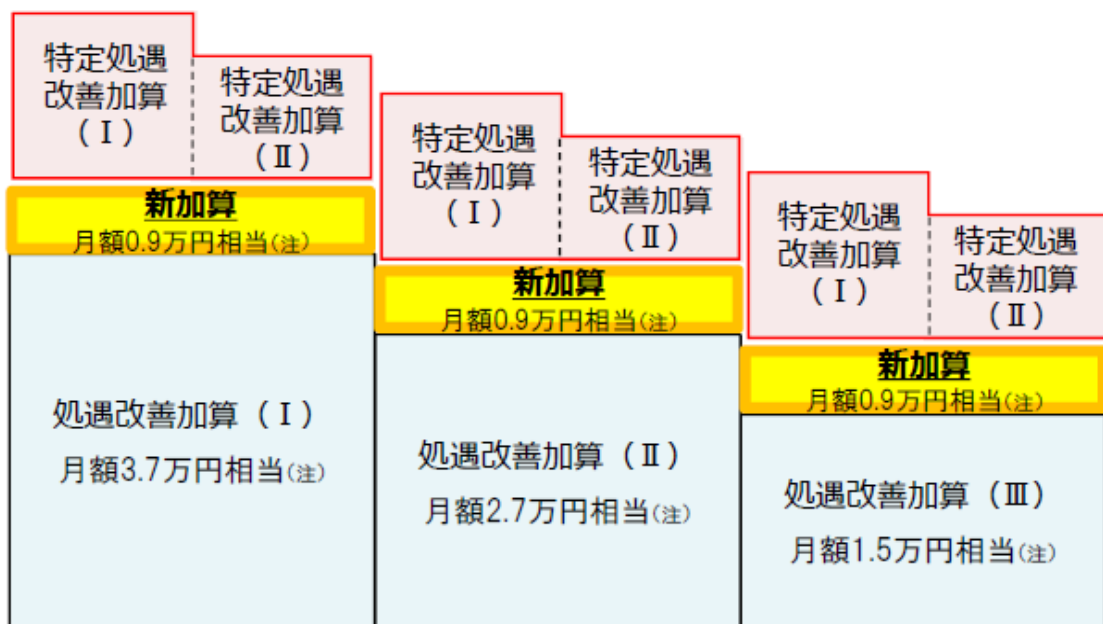 特定処遇
改善加算
(Ⅰ)
特定処遇
改善加算
(Ⅱ)
新加算
月額0.9万円相当(注)
処遇改善加算(Ⅰ)
月額3.7万円相当(注)
特定処遇
改善加算
(Ⅰ)
特定処遇
改善加算
(Ⅱ)
新加算
月額0.9万円相当(注)
処遇改善加算(Ⅱ)
月額2.7万円相当(注)
特定処遇
改善加算
(Ⅰ)
特定処遇
改善加算
(Ⅱ)
新加算
月額0.9万円相当(注)
処遇改善加算(Ⅲ)
月額1.5万円相当(注)